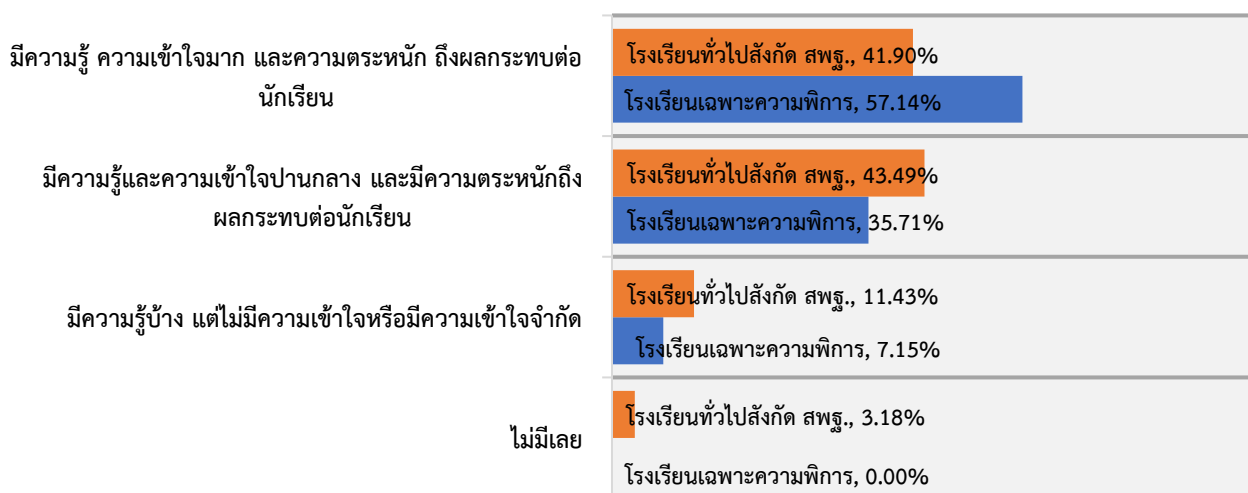 มีความรู้ ความเข้าใจมาก และความตระหนัก ถึงผลกระทบต่อ
นักเรียน
โรงเรียนทั่วไปสังกัด สพฐ., 41.90%
โรงเรียนเฉพาะความพิการ, 57.14%
มีความรู้และความเข้าใจปานกลาง และมีความตระหนักถึง
ผลกระทบต่อนักเรียน
โรงเรียนทั่วไปสังกัด สพฐ., 43.49%
โรงเรียนเฉพาะความพิการ, 35.71%
มีความรู้บ้าง แต่ไม่มีความเข้าใจหรือมีความเข้าใจจำกัด
โรงเรียนทั่วไปสังกัด สพฐ., 11.43%
โรงเรียนเฉพาะความพิการ, 7.15%
ไม่มีเลย
โรงเรียนทั่วไปสังกัด สพฐ., 3.18%
โรงเรียนเฉพาะความพิการ, 0.00%